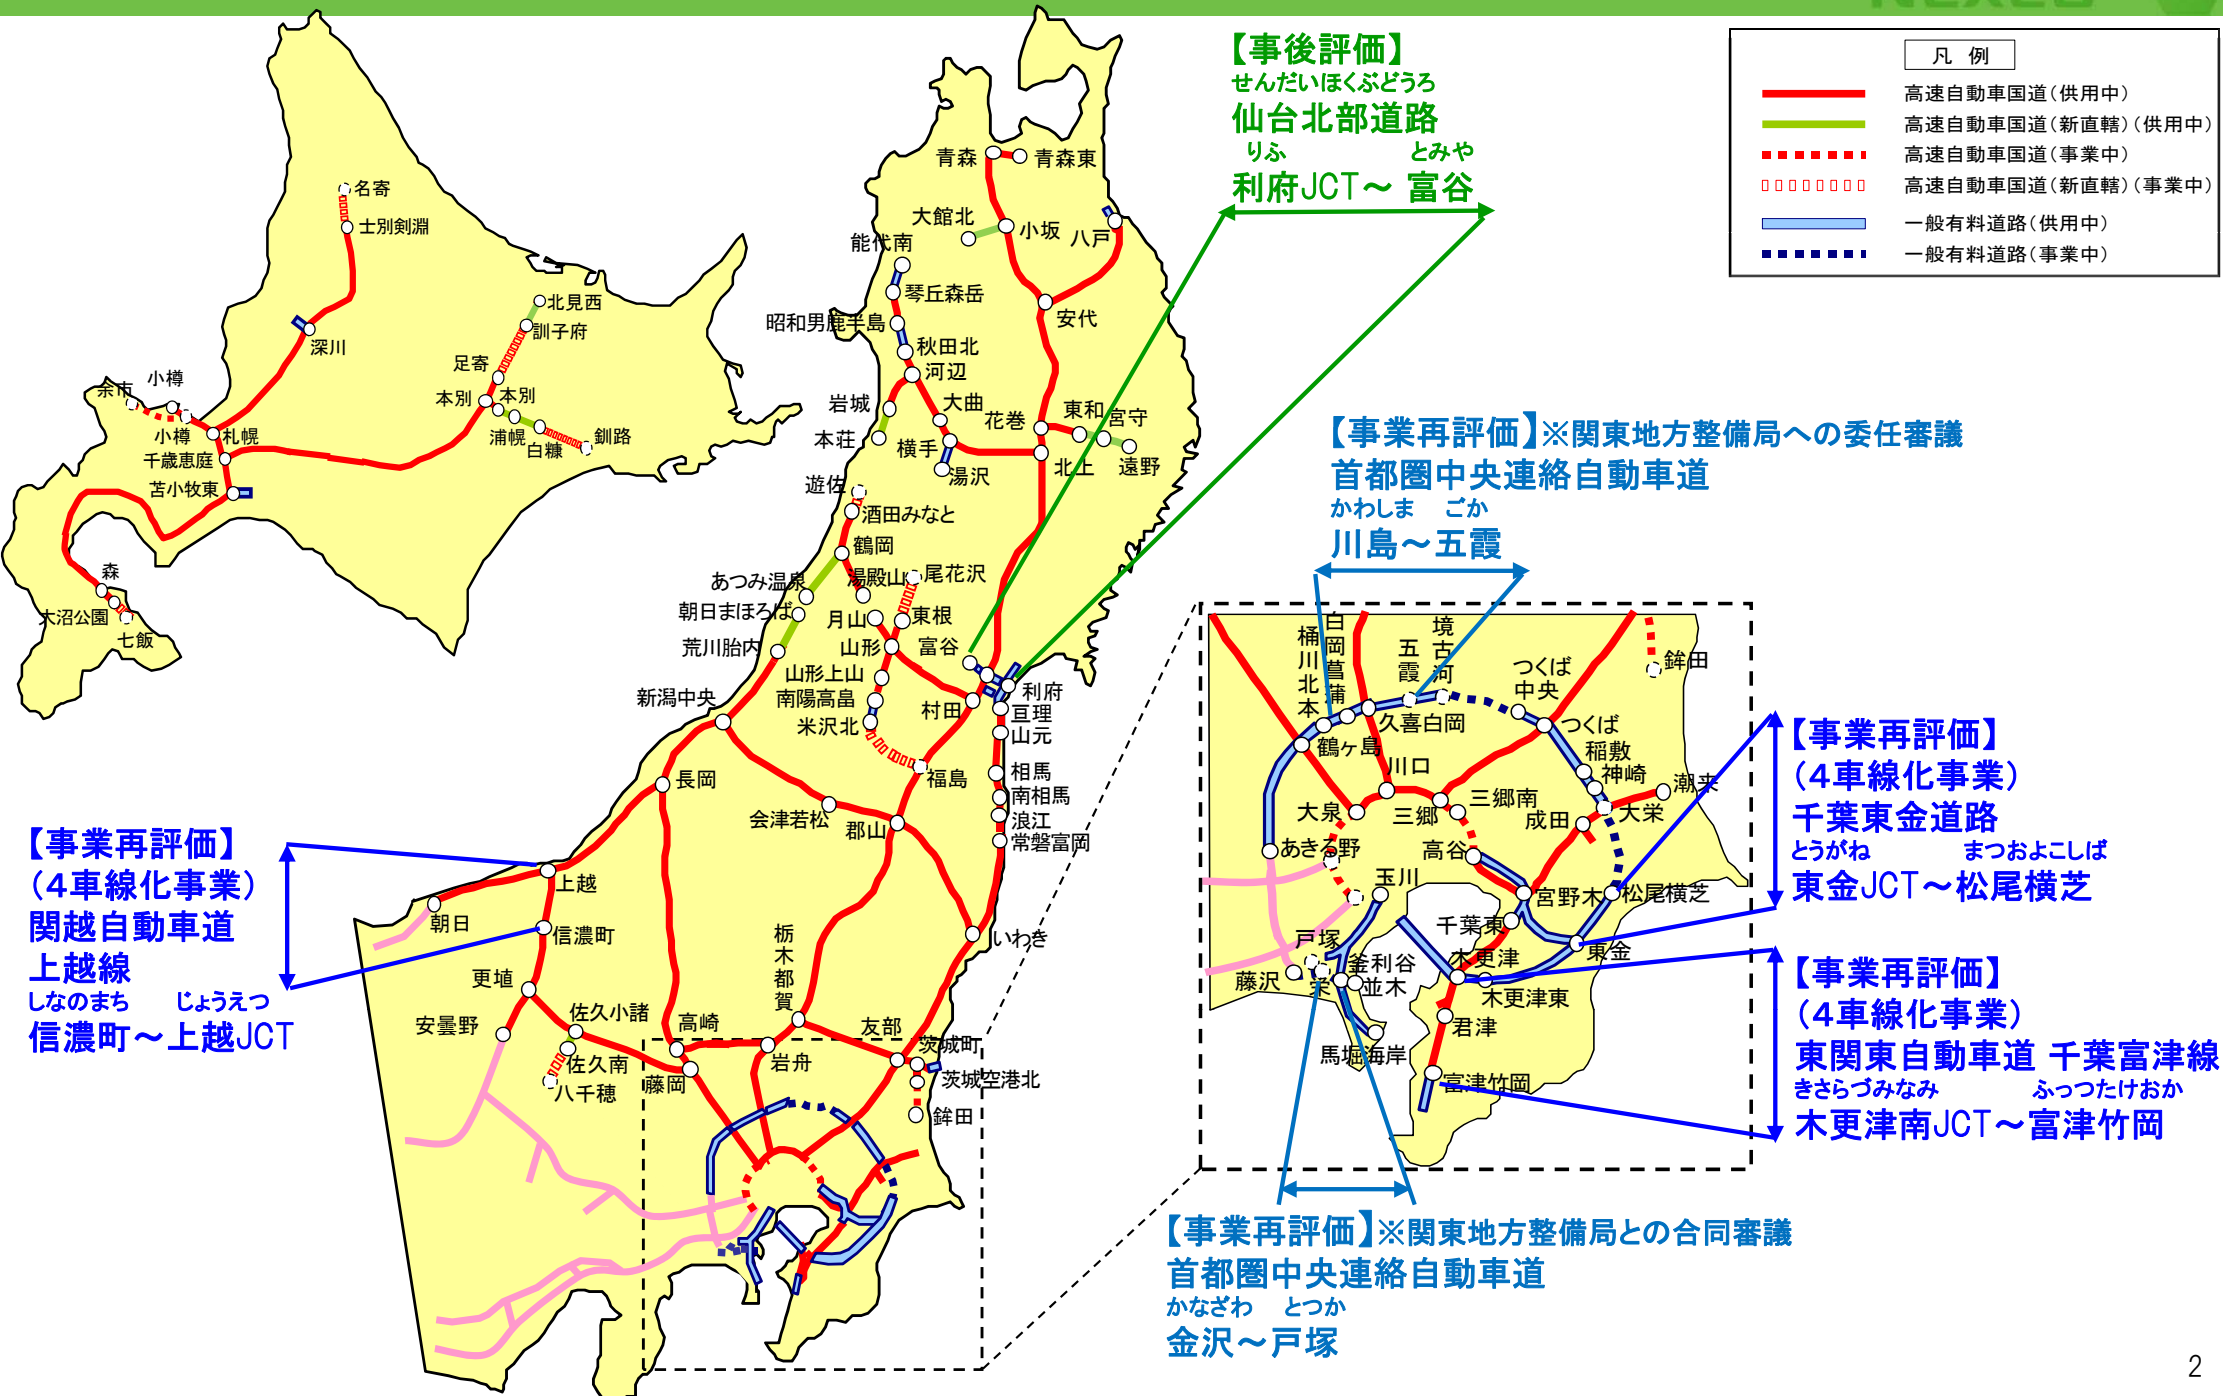 NEXCO
凡 例
高速自動車国道(供用中)
高速自動車国道(新直轄)(供用中)
高速自動車国道(事業中)
高速自動車国道(新直轄)(事業中)
一般有料道路(供用中)
一般有料道路(事業中)
【事後評価】
せんだいほくぶどうろ
仙台北部道路
りふ とみや
利府JCT～ 富谷
【事業再評価】※関東地方整備局への委任審議
首都圏中央連絡自動車道
かわしま ごか
川島～五霞
【事業再評価】
(4車線化事業)
千葉東金道路
とうがね まつおよこしば
東金JCT～松尾横芝
【事業再評価】
(4車線化事業)
東関東自動車道 千葉富津線
きさらづみなみ ふっつたけおか
木更津南JCT～富津竹岡
【事業再評価】※関東地方整備局との合同審議
首都圏中央連絡自動車道
かなざわ とつか
金沢～戸塚
【事業再評価】
(4車線化事業)
関越自動車道
上越線
しなのまち じょうえつ
信濃町～上越JCT
名寄
士別剣淵
深川
北見西
訓子府
足寄
本別
本別
浦幌
白糠
釧路
余市
小樽
小樽
札幌
千歳恵庭
苫小牧東
森
大沼公園
七飯
青森
青森東
大館北
小坂
八戸
能代南
琴丘森岳
昭和男鹿半島
秋田北
河辺
安代
岩城
大曲
花巻
東和
宮守
本荘
横手
湯沢
北上
遠野
遊佐
酒田みなと
鶴岡
あつみ温泉
湯殿山
尾花沢
朝日まほろば
月山
東根
荒川胎内
山形
富谷
山形上山
利府
新潟中央
南陽高畠
村田
亘理
米沢北
山元
福島
相馬
南相馬
浪江
常磐富岡
長岡
会津若松
郡山
上越
朝日
信濃町
いわき
更埴
栃木都賀
安曇野
佐久小諸
高崎
友部
佐久南
八千穂
藤岡
岩舟
茨城町
茨城空港北
鉾田
桶川北本
白岡菖蒲
五霞
境古河
つくば
中央
鉾田
久喜白岡
つくば
鶴ヶ島
川口
稲敷
神崎
潮来
大泉
三郷
三郷南
成田
大栄
あきる野
高谷
玉川
宮野木
松尾横芝
千葉東
戸塚
木更津
東金
藤沢
栄
釜利谷
並木
木更津東
君津
馬堀海岸
富津竹岡
2